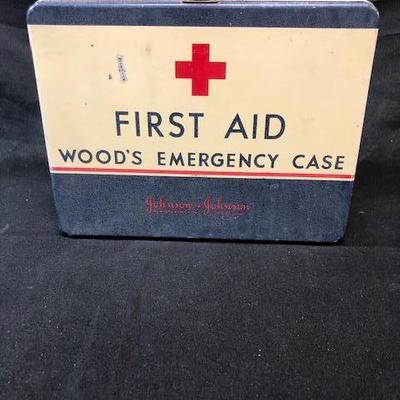 FIRST AID
WOOD'S EMERGENCY CASE
Johnson & Johnson